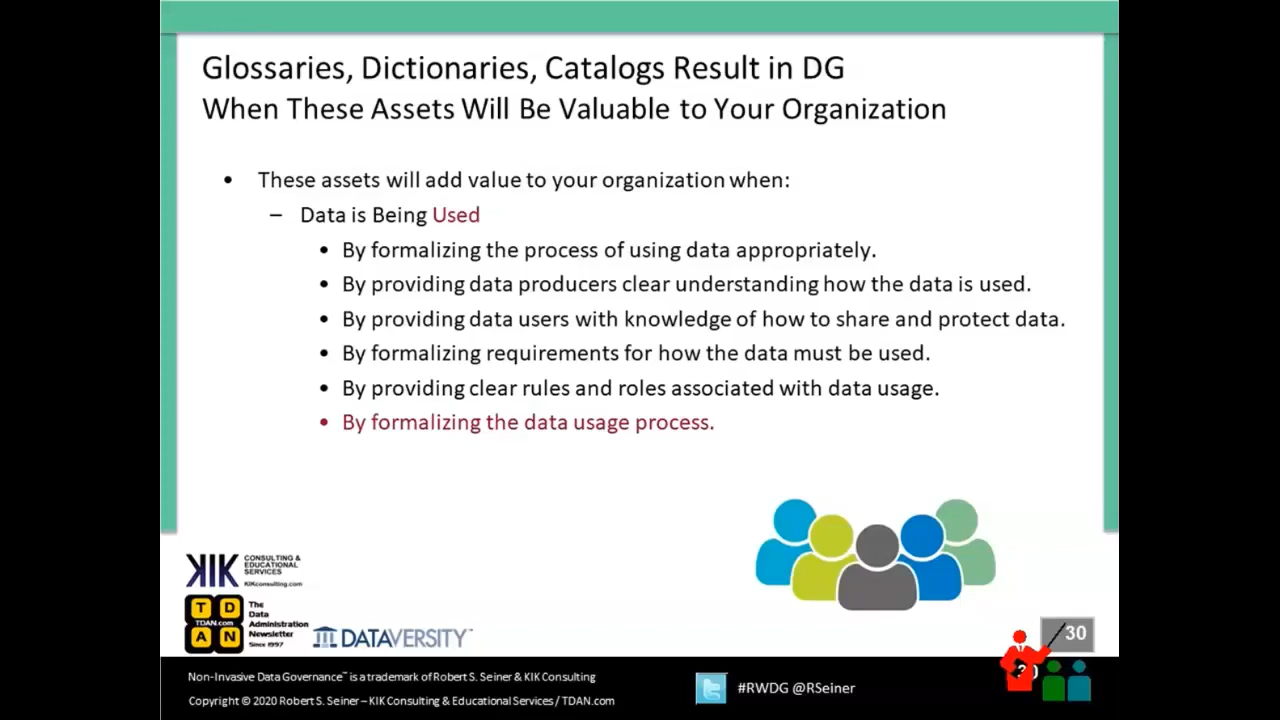 Glossaries, Dictionaries, Catalogs Result in DG
When These Assets Will Be Valuable to Your Organization
• These assets will add value to your organization when:
– Data is Being Used
• By formalizing the process of using data appropriately.
• By providing data producers clear understanding how the data is used.
• By providing data users with knowledge of how to share and protect data.
• By formalizing requirements for how the data must be used.
• By providing clear rules and roles associated with data usage.
• By formalizing the data usage process.
KIK CONSULTING &
EDUCATIONAL
SERVICES
KIKconsulting.com
T D
TDAN.com
A N
The
Data
Administration
Newsletter
Since 1997
DATAVERSITY™
30
30
Non-Invasive Data Governance™ is a trademark of Robert S. Seiner & KIK Consulting
Copyright © 2020 Robert S. Seiner – KIK Consulting & Educational Services / TDAN.com
#RWDG @RSeiner